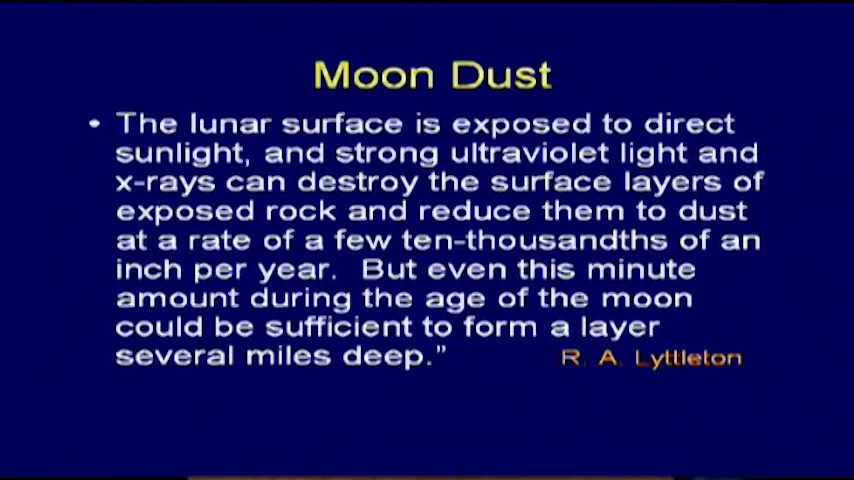 Moon Dust
• The lunar surface is exposed to direct
sunlight, and strong ultraviolet light and
x-rays can destroy the surface layers of
exposed rock and reduce them to dust
at a rate of a few ten-thousandths of an
inch per year. But even this minute
amount during the age of the moon
could be sufficient to form a layer
several miles deep.” R. A. Lyttleton